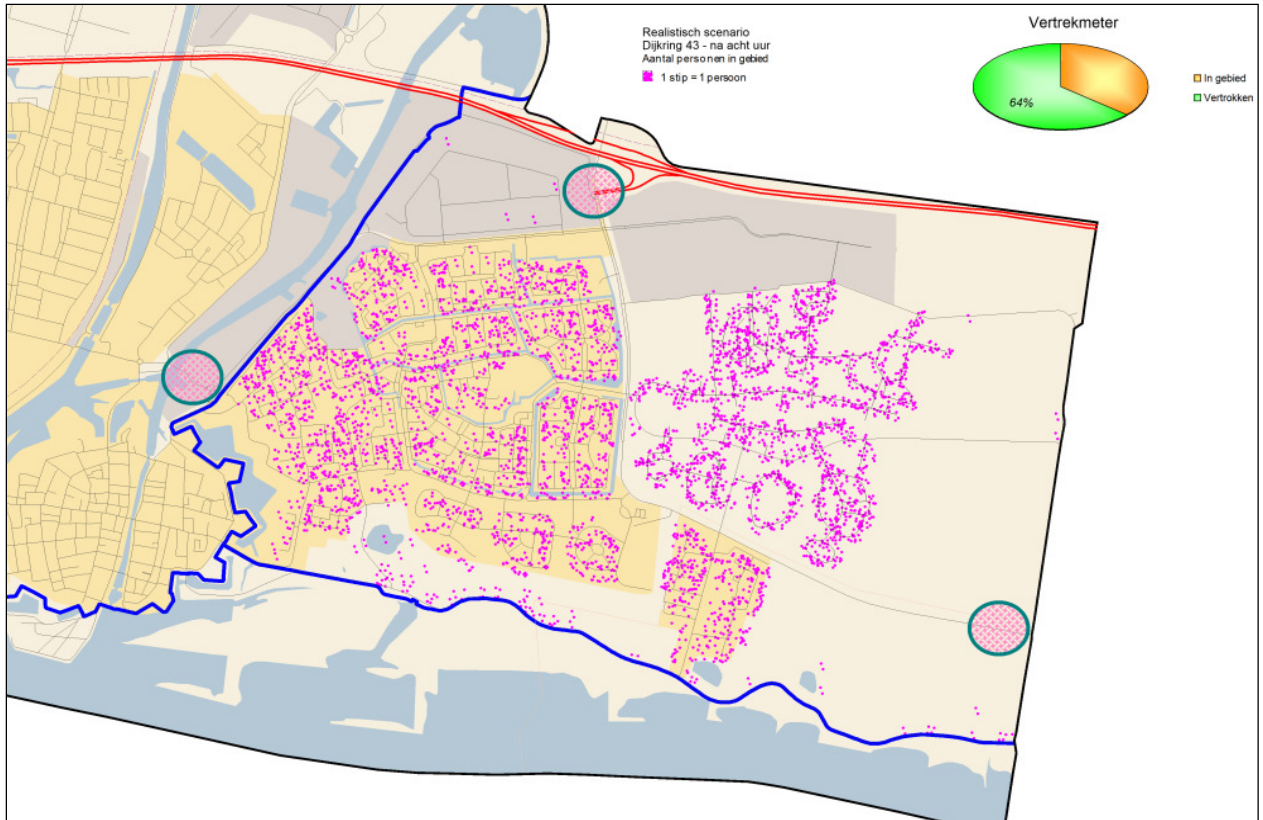 Realistisch scenario
Dijkring 43 - na acht uur
Aantal personen in gebied
1 stip = 1 persoon
Vertrekmeter
64%
In gebied
Vertrokken